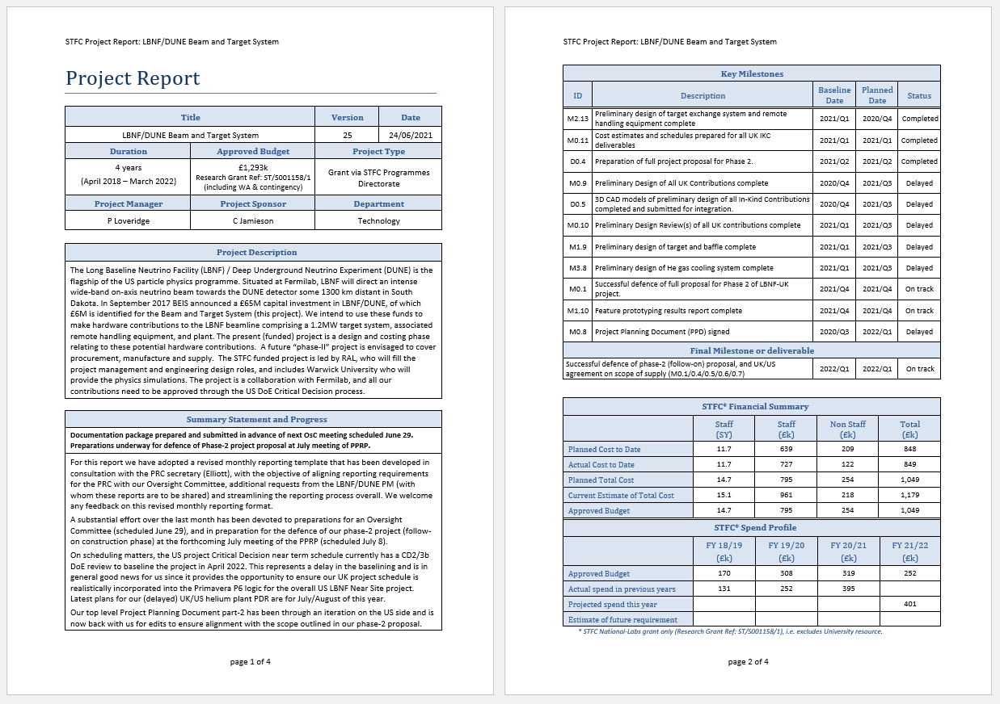 STFC Project Report: LBNF/DUNE Beam and Target System
Project Report
Title Version Date
LBNF/DUNE Beam and Target System 25 24/06/2021
Duration Approved Budget Project Type
4 years
(April 2018 – March 2022)
£1,293k
Research Grant Ref: ST/S001158/1
(including WA & contingency)
Grant via STFC Programmes
Directorate
Project Manager Project Sponsor Department
P Loveridge C Jamieson Technology
Project Description
The Long Baseline Neutrino Facility (LBNF) / Deep Underground Neutrino Experiment (DUNE) is the
flagship of the US particle physics programme. Situated at Fermilab, LBNF will direct an intense
wide-band on-axis neutrino beam towards the DUNE detector some 1300 km distant in South
Dakota. In September 2017 BEIS announced a £65M capital investment in LBNF/DUNE, of which
£6M is identified for the Beam and Target System (this project). We intend to use these funds to
make hardware contributions to the LBNF beamline comprising a 1.2MW target system, associated
remote handling equipment, and plant. The present (funded) project is a design and costing phase
relating to these potential hardware contributions.  A future “phase-II” project is envisaged to cover
procurement, manufacture and supply.  The STFC funded project is led by RAL, who will fill the
project management and engineering design roles, and includes Warwick University who will
provide the physics simulations. The project is a collaboration with Fermilab, and all our
contributions need to be approved through the US DoE Critical Decision process.
Summary Statement and Progress
Documentation package prepared and submitted in advance of next OsC meeting scheduled June 29.
Preparations underway for defence of Phase-2 project proposal at July meeting of PPRP.
For this report we have adopted a revised monthly reporting template that has been developed in
consultation with the PRC secretary (Elliott), with the objective of aligning reporting requirements
for the PRC with our Oversight Committee, additional requests from the LBNF/DUNE PM (with
whom these reports are to be shared) and streamlining the reporting process overall. We welcome
any feedback on this revised monthly reporting format.
A substantial effort over the last month has been devoted to preparations for an Oversight
Committee (scheduled June 29), and in preparation for the defence of our phase-2 project (follow-
on construction phase) at the forthcoming July meeting of the PPRP (scheduled July 8).
On scheduling matters, the US project Critical Decision near term schedule currently has a CD2/3b
DoE review to baseline the project in April 2022. This represents a delay in the baselining and is in
general good news for us since it provides the opportunity to ensure our UK project schedule is
realistically incorporated into the Primavera P6 logic for the overall US LBNF Near Site project.
Latest plans for our (delayed) UK/US helium plant PDR are for July/August of this year.
Our top level Project Planning Document part-2 has been through an iteration on the US side and is
now back with us for edits to ensure alignment with the scope outlined in our phase-2 proposal.
page 1 of 4
STFC Project Report: LBNF/DUNE Beam and Target System
Key Milestones
ID Description Baseline Date Planned Date Status
M2.13 Preliminary design of target exchange system and remote
handling equipment complete 2021/Q1 2020/Q4 Completed
M0.11 Cost estimates and schedules prepared for all UK IKC
deliverables 2021/Q1 2021/Q1 Completed
D0.4 Preparation of full project proposal for Phase 2. 2021/Q2 2021/Q2 Completed
M0.9 Preliminary Design of All UK Contributions complete 2020/Q4 2021/Q3 Delayed
D0.5 3D CAD models of preliminary design of all In-Kind Contributions
completed and submitted for integration. 2020/Q4 2021/Q3 Delayed
M0.10 Preliminary Design Review(s) of all UK contributions complete 2021/Q1 2021/Q3 Delayed
M1.9 Preliminary design of target and baffle complete 2021/Q1 2021/Q3 Delayed
M3.8 Preliminary design of He gas cooling system complete 2021/Q1 2021/Q3 Delayed
M0.1 Successful defence of full proposal for Phase 2 of LBNF-UK
project. 2021/Q4 2021/Q4 On track
M1.10 Feature prototyping results report complete 2021/Q4 2021/Q4 On track
M0.8 Project Planning Document (PPD) signed 2020/Q3 2022/Q1 Delayed
Final Milestone or deliverable
Successful defence of phase-2 (follow-on) proposal, and UK/US
agreement on scope of supply (M0.1/0.4/0.5/0.6/0.7) 2022/Q1 2022/Q1 On track
STFC* Financial Summary
Staff (SY) Staff (£k) Non Staff (£k) Total (£k)
Planned Cost to Date 11.7 639 209 848
Actual Cost to Date 11.7 727 122 849
Planned Total Cost 14.7 795 254 1,049
Current Estimate of Total Cost 15.1 961 218 1,179
Approved Budget 14.7 795 254 1,049
STFC* Spend Profile
FY 18/19 (£k) FY 19/20 (£k) FY 20/21 (£k) FY 21/22 (£k)
Approved Budget 170 308 319 252
Actual spend in previous years 131 252 395
Projected spend this year 401
Estimate of future requirement
* STFC National-Labs grant only (Research Grant Ref: ST/S001158/1), i.e. excludes University resource.
page 2 of 4